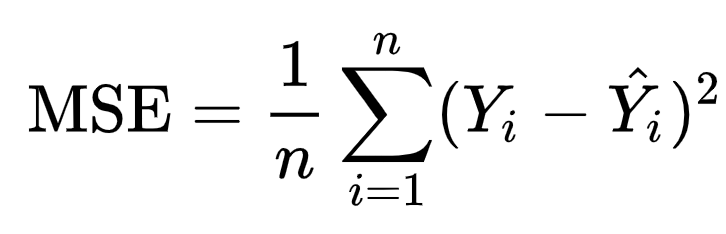 MSE = \frac{1}{n} \sum_{i=1}^{n} (Y_i - \hat{Y}_i)^2